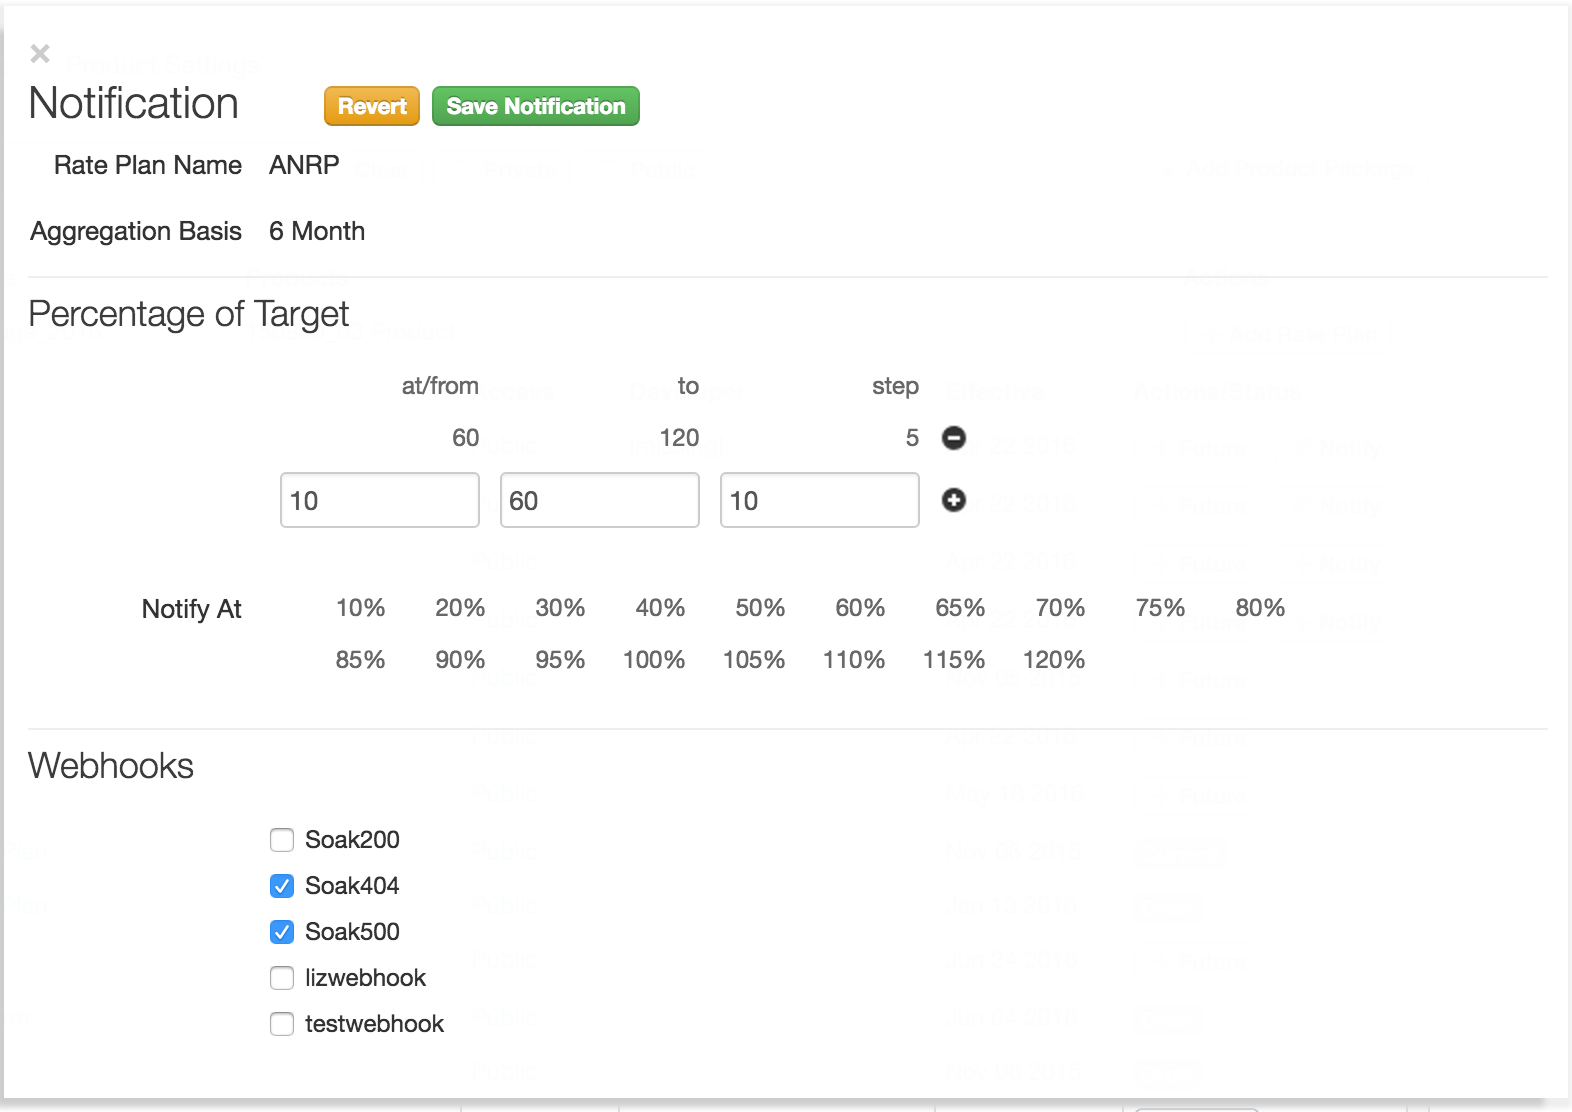 ×
Notification Revert Save Notification
Rate Plan Name ANRP
Aggregation Basis 6 Month
Percentage of Target
at/from to step
60 120 5
10 60 10
Notify At 10% 20% 30% 40% 50% 60% 65% 70% 75% 80%
85% 90% 95% 100% 105% 110% 115% 120%
Webhooks
Soak200
Soak404
Soak500
lizwebhook
testwebhook